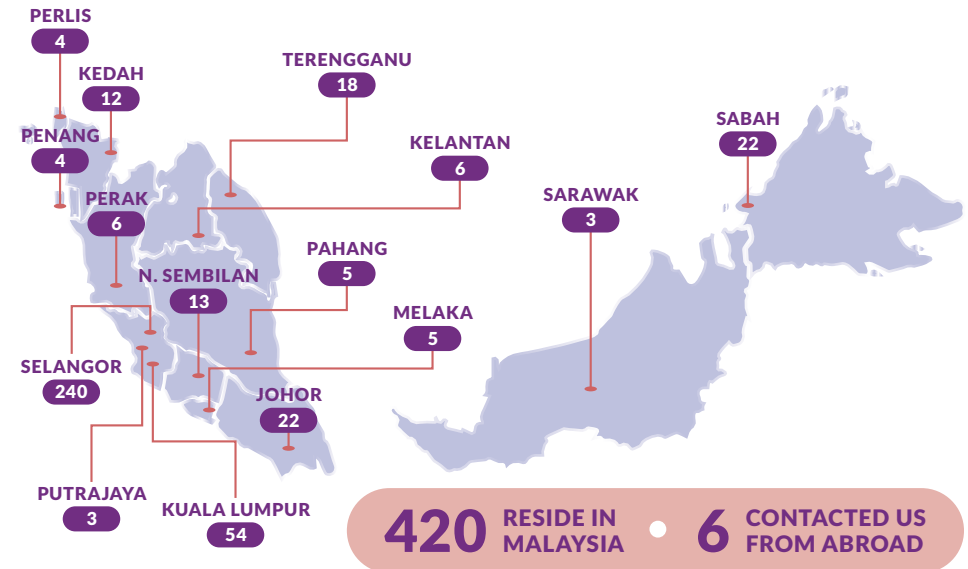 PERLIS
4
KEDAH
12
TERENGGANU
18
PENANG
4
KELANTAN
6
SABAH
22
PERAK
6
SARAWAK
3
PAHANG
5
N. SEMBILAN
13
MELAKA
5
SELANGOR
240
JOHOR
22
PUTRAJAYA
3
KUALA LUMPUR
54
420 RESIDE IN
MALAYSIA
6 CONTACTED US
FROM ABROAD